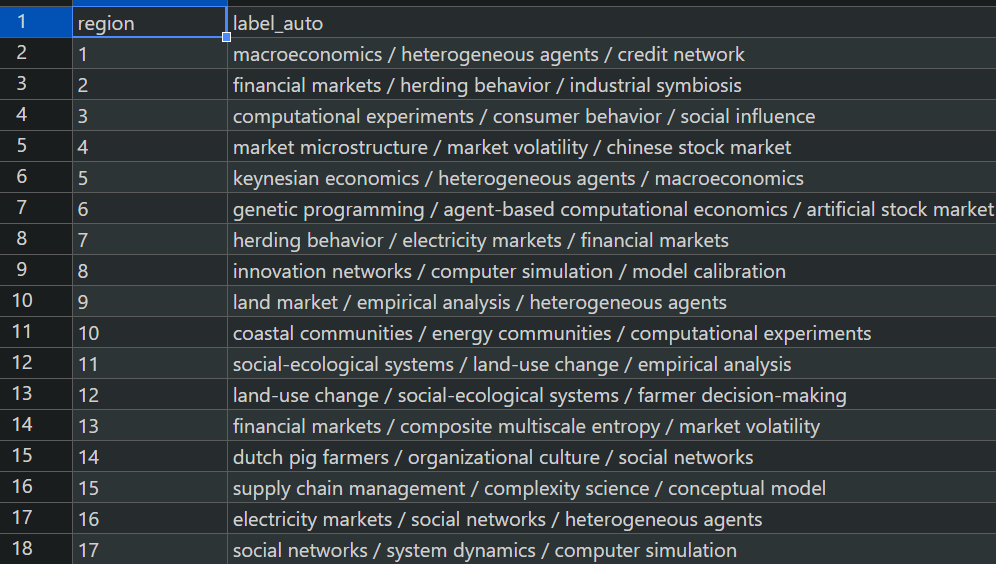 1 region label_auto
2 1 macroeconomics / heterogeneous agents / credit network
3 2 financial markets / herding behavior / industrial symbiosis
4 3 computational experiments / consumer behavior / social influence
5 4 market microstructure / market volatility / chinese stock market
6 5 keynesian economics / heterogeneous agents / macroeconomics
7 6 genetic programming / agent-based computational economics / artificial stock market
8 7 herding behavior / electricity markets / financial markets
9 8 innovation networks / computer simulation / model calibration
10 9 land market / empirical analysis / heterogeneous agents
11 10 coastal communities / energy communities / computational experiments
12 11 social-ecological systems / land-use change / empirical analysis
13 12 land-use change / social-ecological systems / farmer decision-making
14 13 financial markets / composite multiscale entropy / market volatility
15 14 dutch pig farmers / organizational culture / social networks
16 15 supply chain management / complexity science / conceptual model
17 16 electricity markets / social networks / heterogeneous agents
18 17 social networks / system dynamics / computer simulation